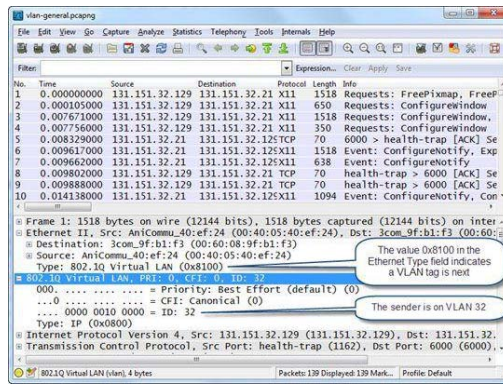 vlan-general.pcapng
File Edit View Go Capture Analyze Statistics Telephony Tools Internals Help
Filter: Expression... Clear Apply Save
No. Time Source Destination Protocol Length Info
1 0.000000000 131.151.32.129 131.151.32.21 X11 1518 Requests: FreePixmap, FreeP
2 0.000105000 131.151.32.129 131.151.32.21 X11 650 Requests: ConfigureWindow
3 0.007671000 131.151.32.129 131.151.32.21 X11 1518 Requests: ConfigureWindow,
4 0.007756000 131.151.32.129 131.151.32.21 X11 350 Requests: ConfigureWindow
5 0.008329000 131.151.32.21 131.151.32.129 TCP 70 6000 > health-trap [ACK] Se
6 0.009617000 131.151.32.21 131.151.32.129 X11 1518 Event: ConfigureNotify, Exp
7 0.009662000 131.151.32.21 131.151.32.129 X11 638 Event: ConfigureNotify
8 0.009802000 131.151.32.129 131.151.32.21 TCP 70 health-trap > 6000 [ACK] Se
9 0.009888000 131.151.32.129 131.151.32.21 TCP 70 health-trap > 6000 [ACK] Se
10 0.014138000 131.151.32.21 131.151.32.129 X11 1094 Event: ConfigureNotify, Con
Frame 1: 1518 bytes on wire (12144 bits), 1518 bytes captured (12144 bits) on inter
Ethernet II, Src: AniCommu_40:ef:24 (00:40:05:40:ef:24), Dst: 3com_9f:b1:f3 (00:60:
Destination: 3com_9f:b1:f3 (00:60:08:9f:b1:f3)
Source: AniCommu_40:ef:24 (00:40:05:40:ef:24)
Type: 802.1Q Virtual LAN (0x8100)
The value 0x8100 in the
Ethernet Type field indicates
a VLAN tag is next
802.1Q Virtual LAN, PRI: 0, CFI: 0, ID: 32
000. .... .... .... = Priority: Best Effort (default) (0)
...0 .... .... .... = CFI: Canonical (0)
.... 0000 0010 0000 = ID: 32
The sender is on VLAN 32
Type: IP (0x0800)
Internet Protocol Version 4, Src: 131.151.32.129 (131.151.32.129), Dst: 131.151.32.
Transmission Control Protocol, Src Port: health-trap (1162), Dst Port: 6000 (6000),
802.1Q Virtual LAN (vlan), 4 bytes
Packets: 139 Displayed: 139 Mark...
Profile: Default